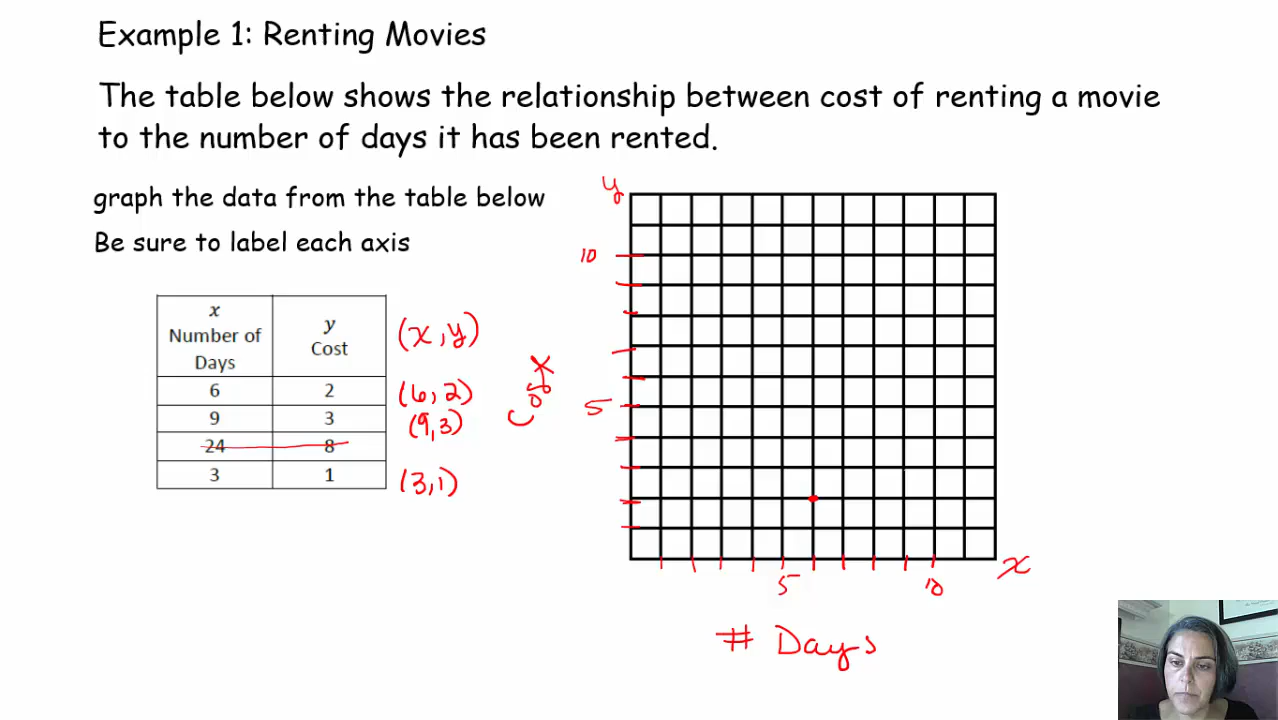 Example 1: Renting Movies
The table below shows the relationship between cost of renting a movie
to the number of days it has been rented.
graph the data from the table below
Be sure to label each axis
x
Number of
Days
y
Cost
(x,y)
6 2 (6,2)
9 3 (9,3)
24 8
3 1 (3,1)
Cost
y
10
5
5 10
x
# Days